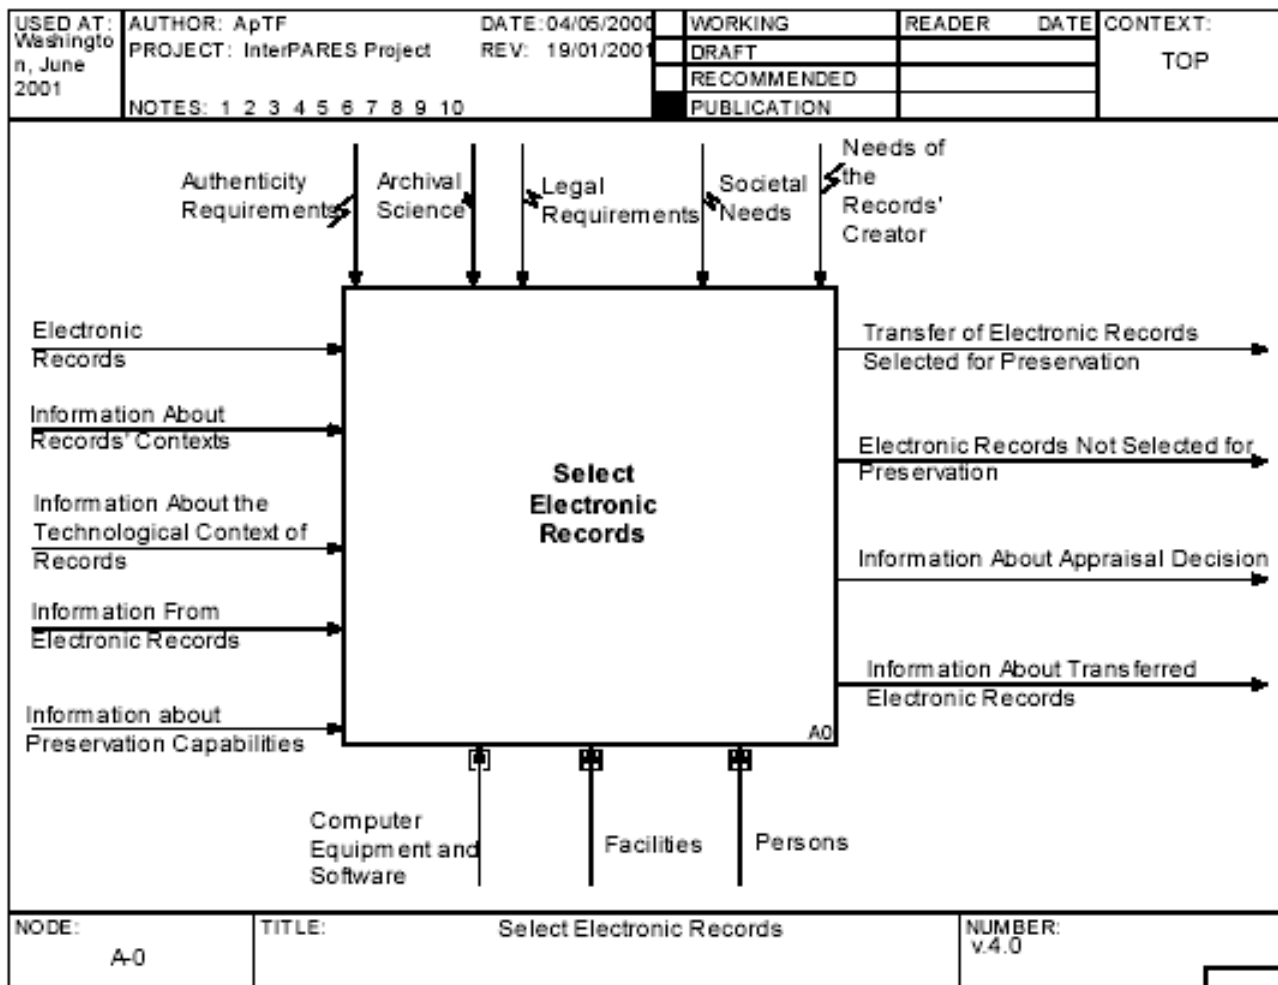 USED AT:
Washingto
n, June
2001
AUTHOR: ApTF
DATE: 04/05/2000
PROJECT: InterPARES Project
REV: 19/01/2001
NOTES: 1 2 3 4 5 6 7 8 9 10
WORKING
DRAFT
RECOMMENDED
PUBLICATION
READER
DATE
CONTEXT:
TOP
Authenticity
Requirements
Archival
Science
Legal
Requirements
Societal
Needs
Needs of
the
Records'
Creator
Electronic
Records
Information About
Records' Contexts
Information About the
Technological Context of
Records
Information From
Electronic Records
Information about
Preservation Capabilities
Select
Electronic
Records
A0
Transfer of Electronic Records
Selected for Preservation
Electronic Records Not Selected for
Preservation
Information About Appraisal Decision
Information About Transferred
Electronic Records
Computer
Equipment and
Software
Facilities
Persons
NODE:
A-0
TITLE:
Select Electronic Records
NUMBER:
v.4.0